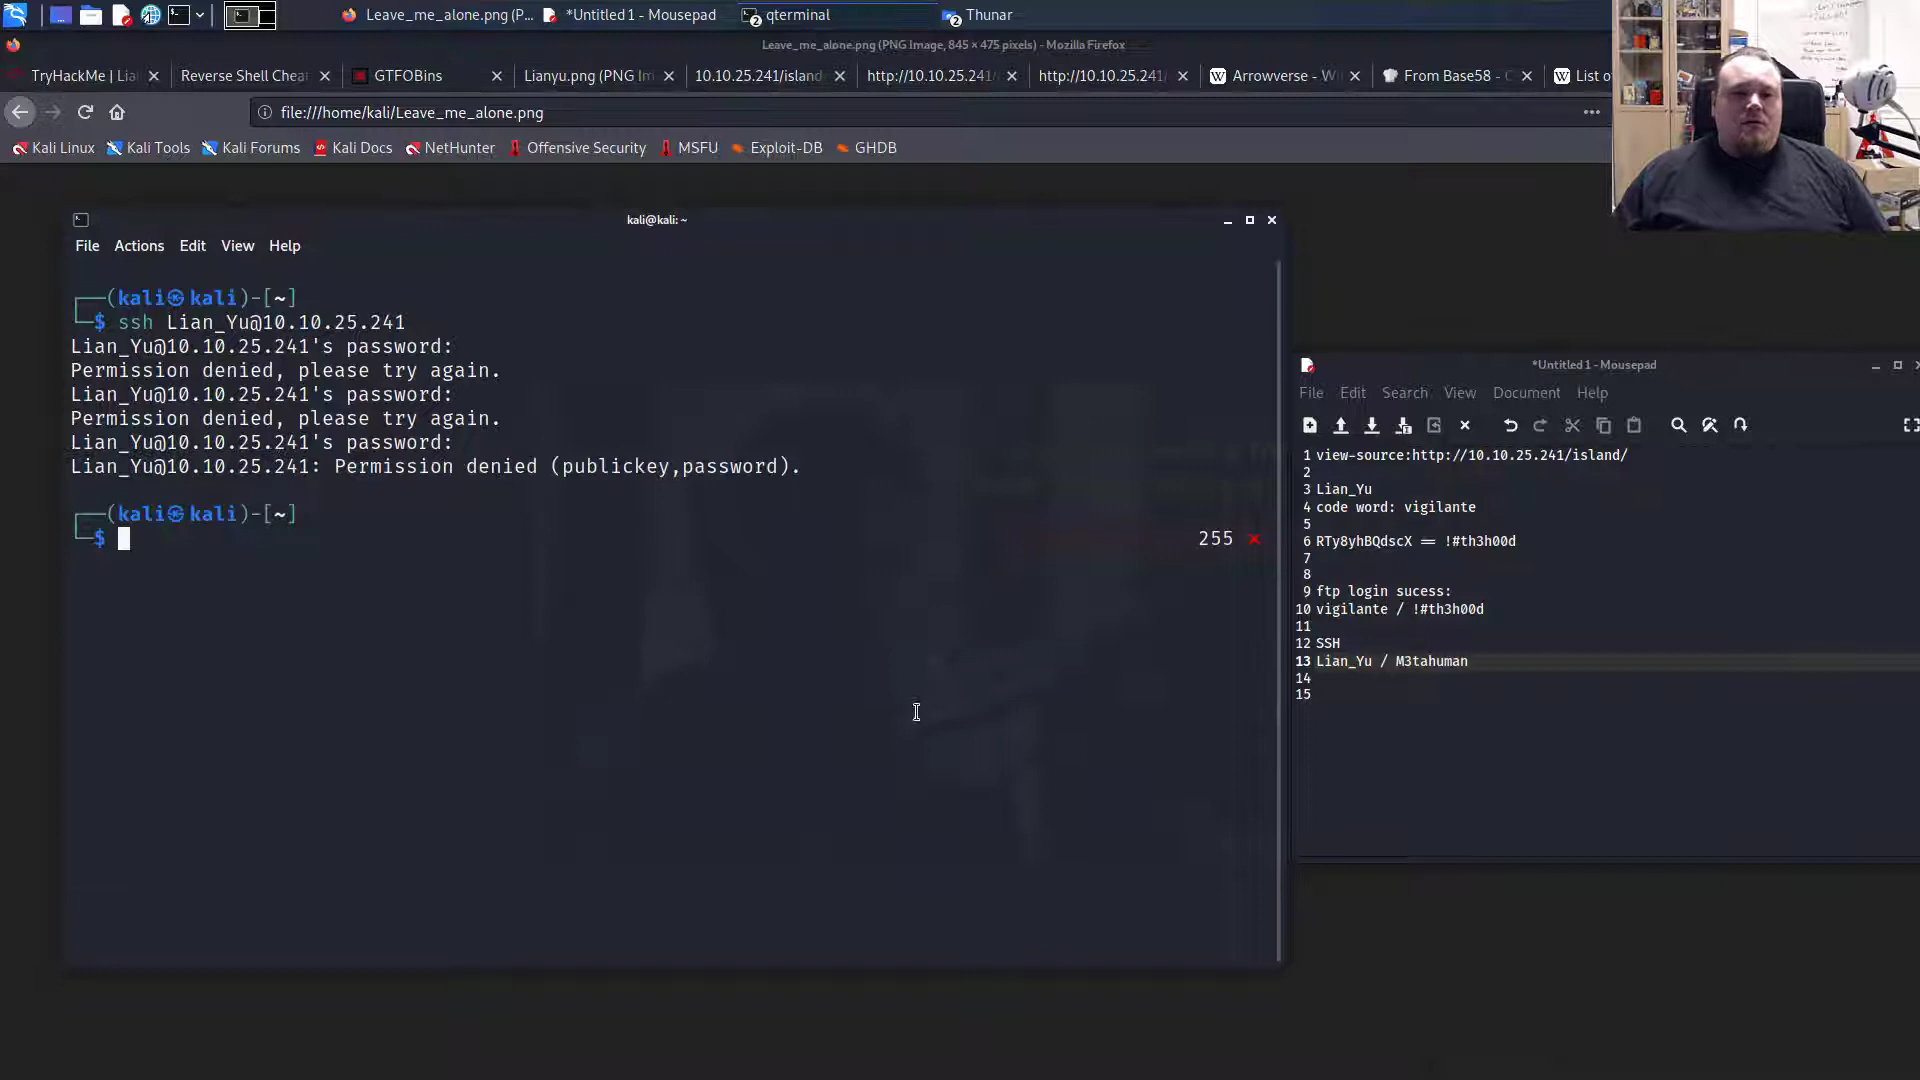 Leave_me_alone.png (P...
*Untitled 1 - Mousepad
qterminal
2
Thunar
2
Leave_me_alone.png (PNG Image, 845 × 475 pixels) - Mozilla Firefox
TryHackMe | Lia
Reverse Shell Chea
GTFOBins
Lianyu.png (PNG Im
10.10.25.241/island
http://10.10.25.241/
http://10.10.25.241/
Arrowverse - Wi
From Base58 - C
List o
file:///home/kali/Leave_me_alone.png
Kali Linux
Kali Tools
Kali Forums
Kali Docs
NetHunter
Offensive Security
MSFU
Exploit-DB
GHDB
kali@kali: ~
File Actions Edit View Help
┌──(kali㉿kali)-[~]
└─$ ssh Lian_Yu@10.10.25.241
Lian_Yu@10.10.25.241's password:
Permission denied, please try again.
Lian_Yu@10.10.25.241's password:
Permission denied, please try again.
Lian_Yu@10.10.25.241's password:
Lian_Yu@10.10.25.241: Permission denied (publickey,password).
┌──(kali㉿kali)-[~]
└─$
255 ×
*Untitled 1 - Mousepad
File Edit Search View Document Help
1 view-source:http://10.10.25.241/island/
2
3 Lian_Yu
4 code word: vigilante
5
6 RTy8yhBQdscX == !#th3h00d
7
8
9 ftp login sucess:
10 vigilante / !#th3h00d
11
12 SSH
13 Lian_Yu / M3tahuman
14
15